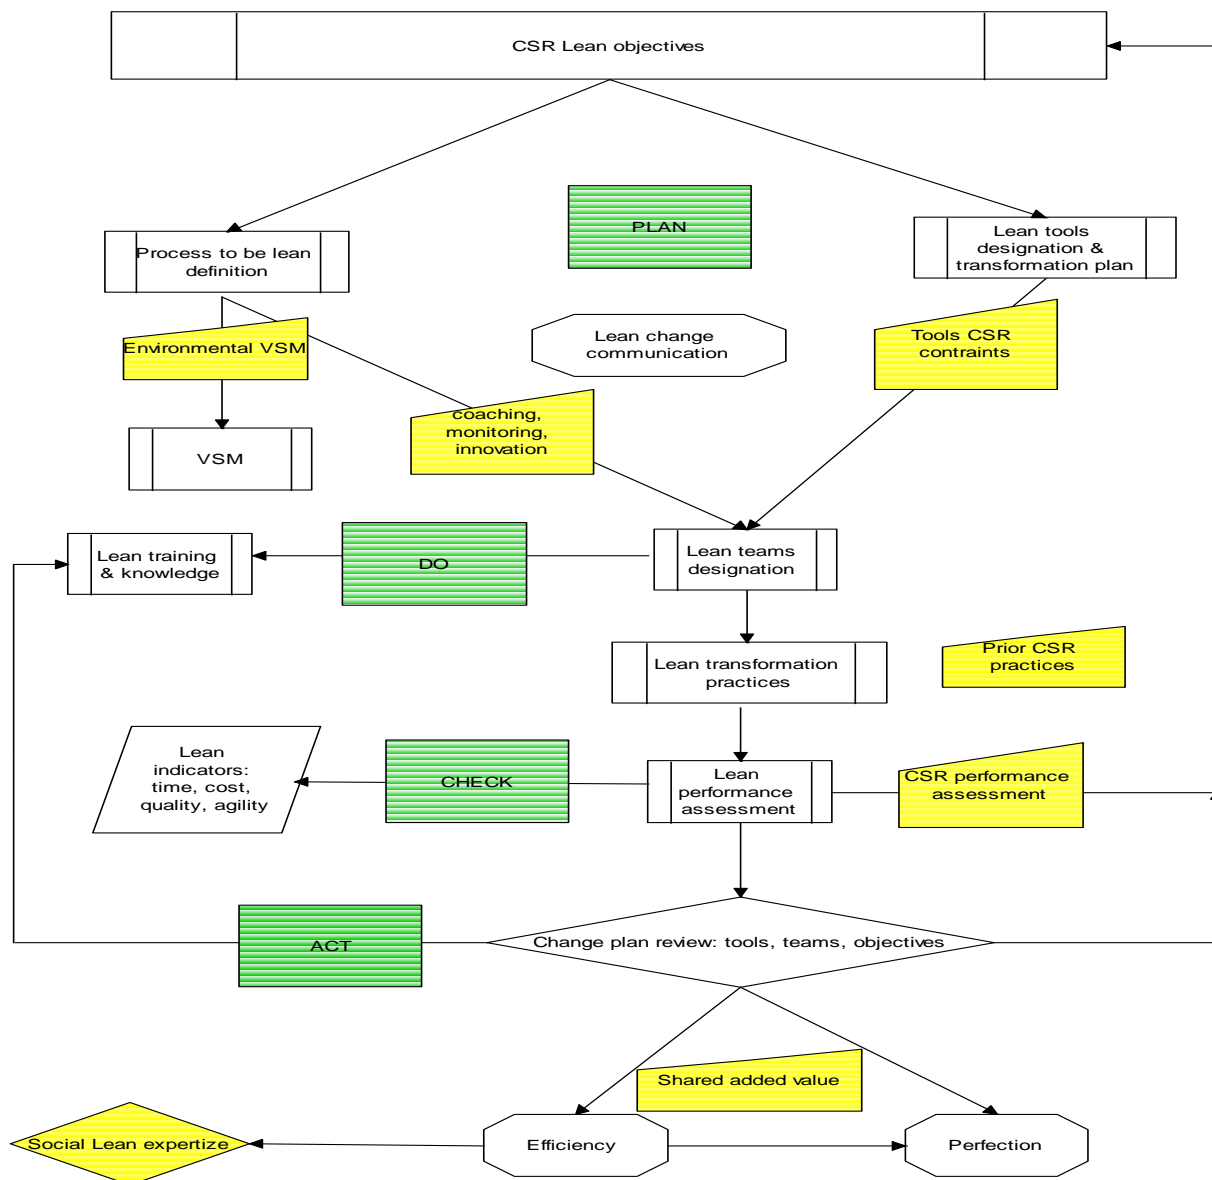 CSR Lean objectives
PLAN
Process to be lean
definition
Lean tools
designation &
transformation plan
Environmental VSM
Lean change
communication
Tools CSR
contraints
coaching,
monitoring,
innovation
VSM
Lean training
& knowledge
DO
Lean teams
designation
Lean transformation
practices
Prior CSR
practices
Lean
indicators:
time, cost,
quality, agility
CHECK
Lean
performance
assessment
CSR performance
assessment
ACT
Change plan review: tools, teams, objectives
Shared added value
Social Lean expertize
Efficiency
Perfection